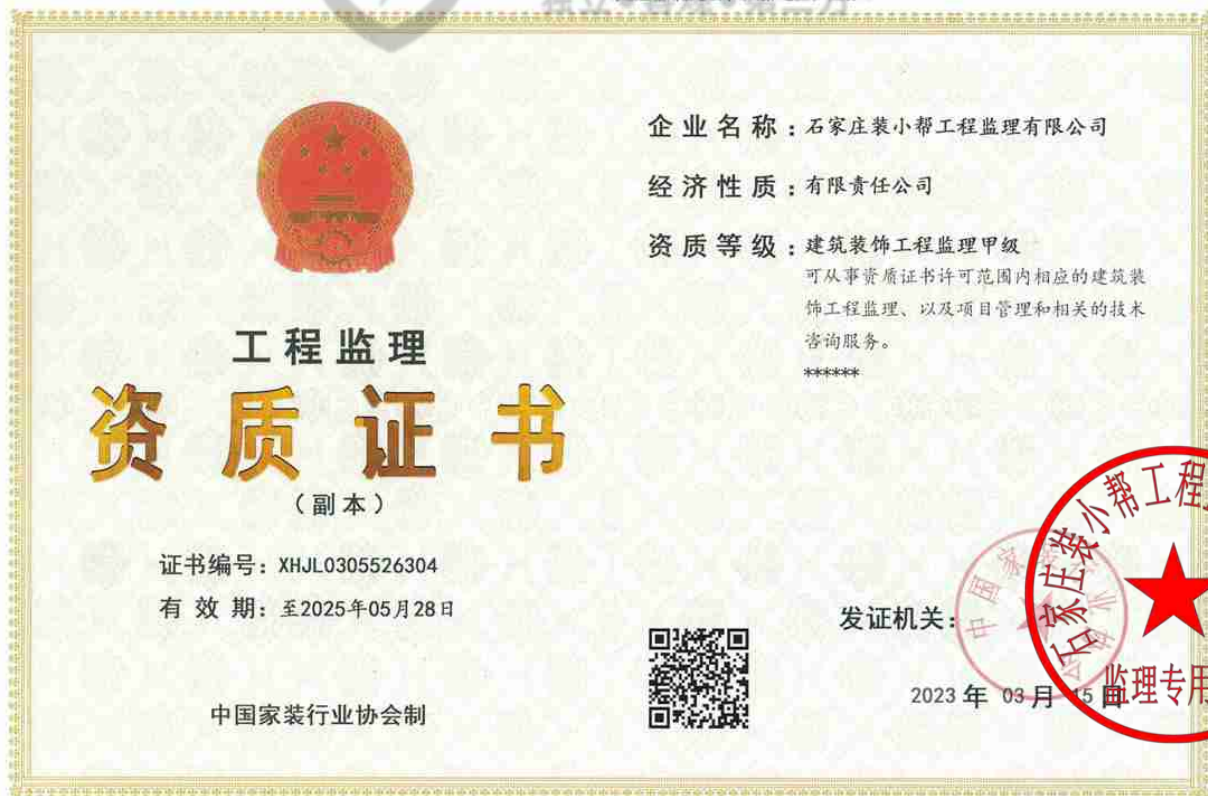 工程监理
资质证书
（副本）
证书编号：XHJL0305526304
有效期：至2025年05月28日
中国家装行业协会制
企业名称：石家庄装小帮工程监理有限公司
经济性质：有限责任公司
资质等级：建筑装饰工程监理甲级
可从事资质证书许可范围内相应的建筑装
饰工程监理、以及项目管理和相关的技术
咨询服务。
******
发证机关：
2023 年 03 月 15 日
中国家
石家庄装小帮工程
监理专用